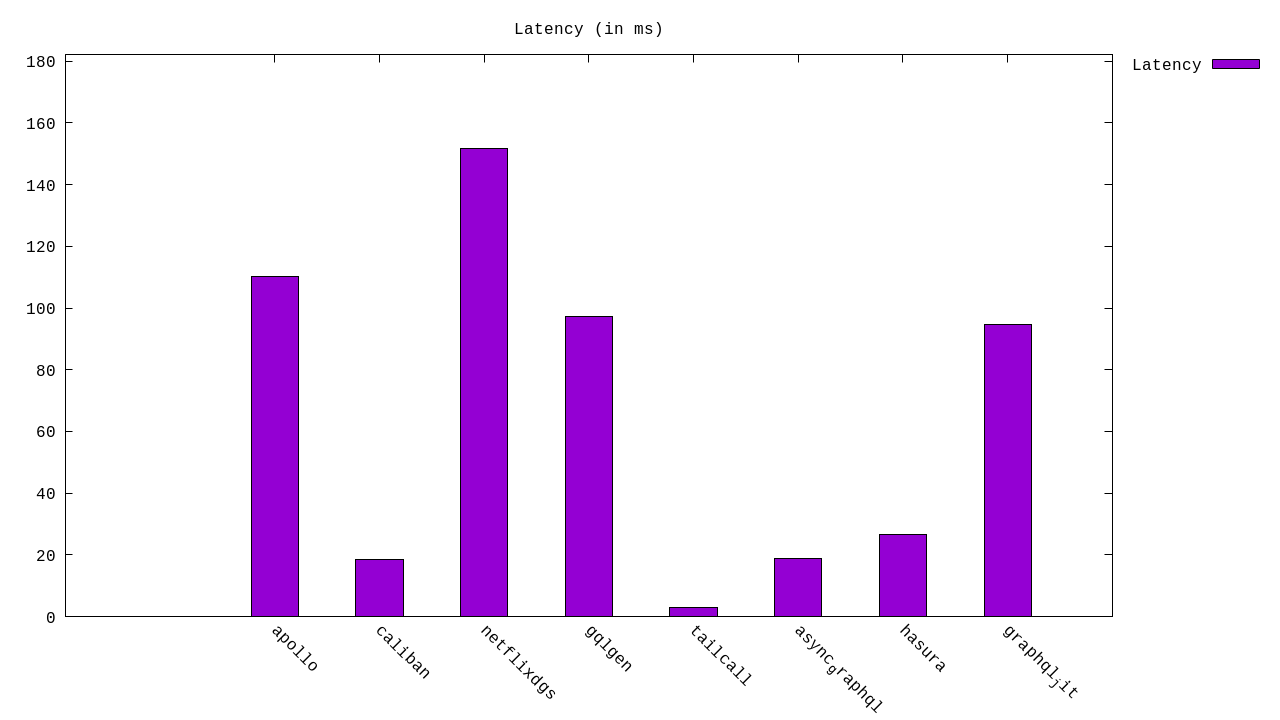 Latency (in ms)
Latency
180
160
140
120
100
80
60
40
20
0
apollo
caliban
netflixdgs
gqlgen
tailcall
async_graphql
hasura
graphql_jit